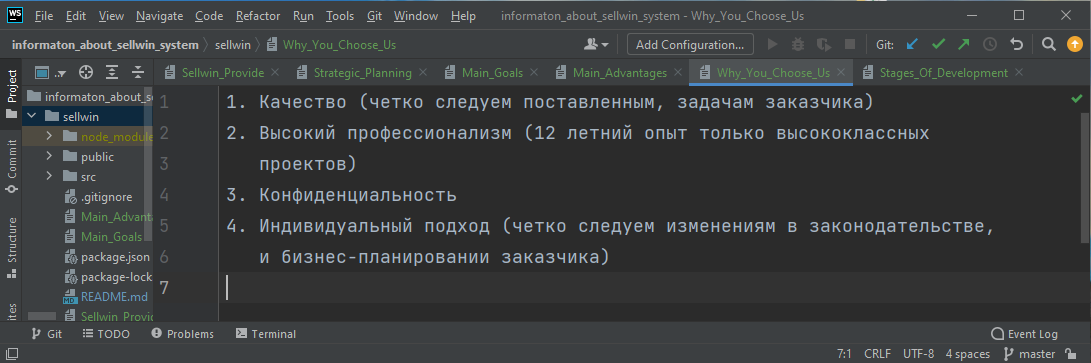 WS File Edit View Navigate Code Refactor Run Tools Git Window Help informaton_about_sellwin_system - Why_You_Choose_Us
informaton_about_sellwin_system sellwin Why_You_Choose_Us Add Configuration... Git:
Project .. Sellwin_Provide Strategic_Planning Main_Goals Main_Advantages Why_You_Choose_Us Stages_Of_Development
informaton_about_s
sellwin
node_module
public
src
.gitignore
Main_Advanta
Main_Goals
package.json
package-lock
README.md
Sellwin_Provid
Commit
Structure
ites
1 1. Качество (четко следуем поставленным, задачам заказчика)
2 2. Высокий профессионализм (12 летний опыт только высококлассных
3 проектов)
4 3. Конфиденциальность
5 4. Индивидуальный подход (четко следуем изменениям в законодательстве,
6 и бизнес-планировании заказчика)
7
Git TODO Problems Terminal Event Log
7:1 CRLF UTF-8 4 spaces master